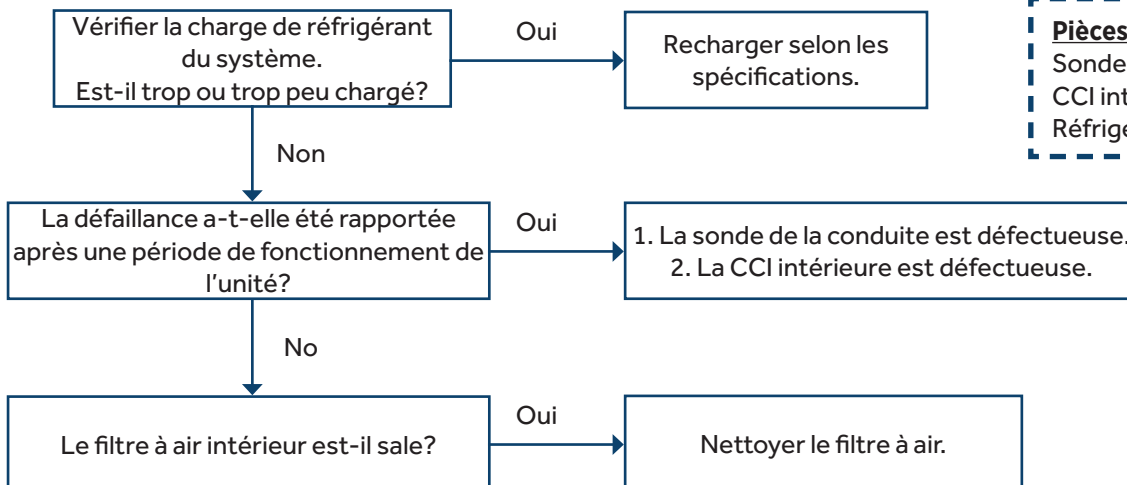 Vérifier la charge de réfrigérant
du système.
Est-il trop ou trop peu chargé?
Oui
Recharger selon les
spécifications.
Pièces
Sonde
CCI
Non
La défaillance a-t-elle été rapportée
après une période de fonctionnement de
l'unité?
Oui
1. La sonde de la conduite est défectueuse.
2. La CCI intérieure est défectueuse.
No
Le filtre à air intérieur est-il sale?
Oui
Nettoyer le filtre à air.